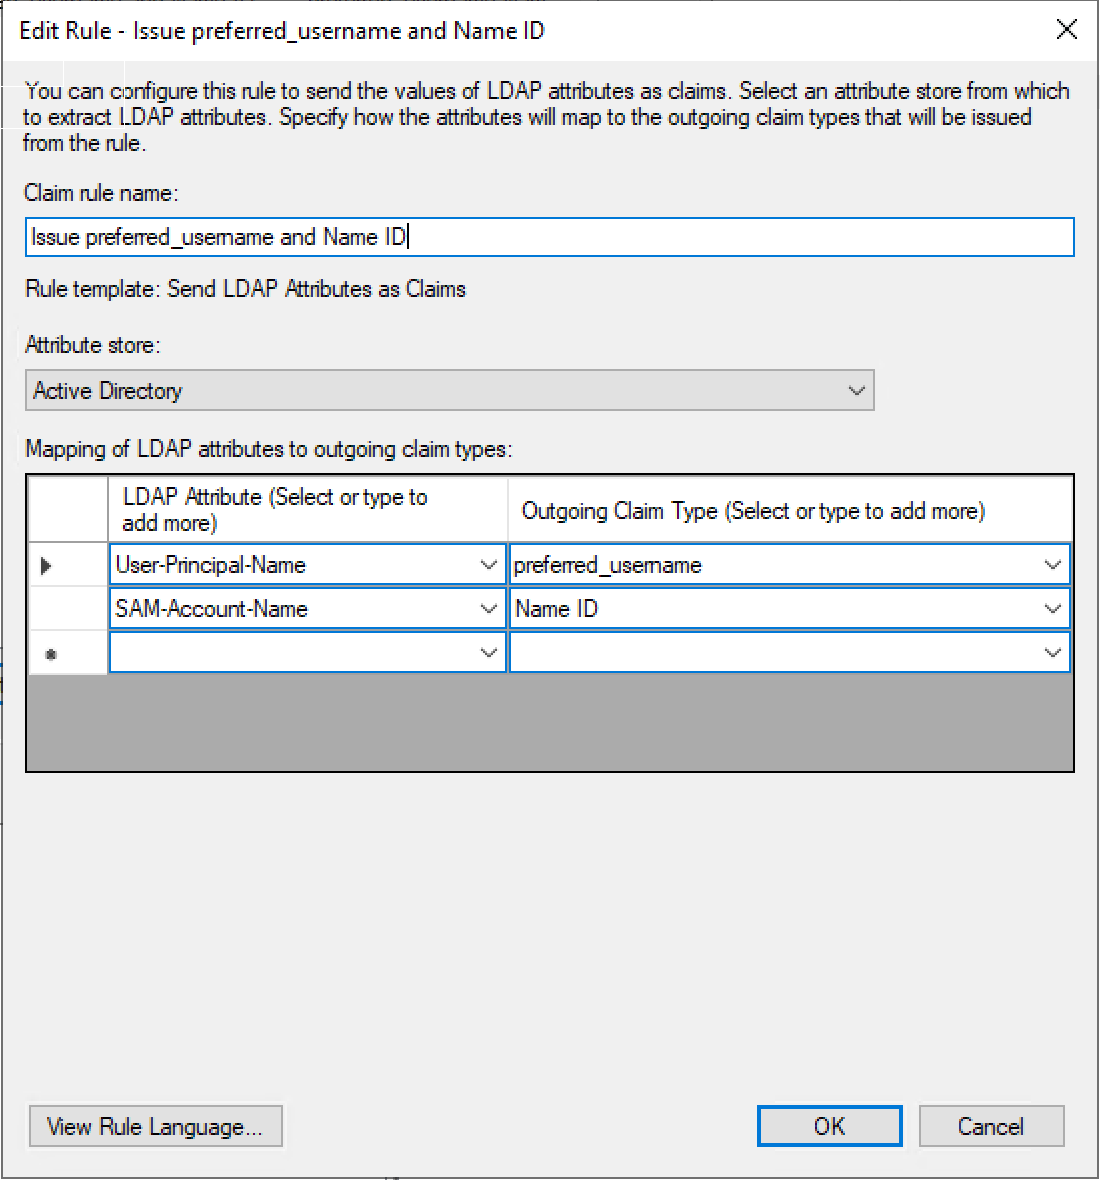 Edit Rule - Issue preferred_username and Name ID
You can configure this rule to send the values of LDAP attributes as claims. Select an attribute store from which
to extract LDAP attributes. Specify how the attributes will map to the outgoing claim types that will be issued
from the rule.
Claim rule name:
Issue preferred_username and Name ID
Rule template: Send LDAP Attributes as Claims
Attribute store:
Active Directory
Mapping of LDAP attributes to outgoing claim types:
LDAP Attribute (Select or type to
add more)
Outgoing Claim Type (Select or type to add more)
User-Principal-Name
preferred_username
SAM-Account-Name
Name ID
View Rule Language...
OK
Cancel